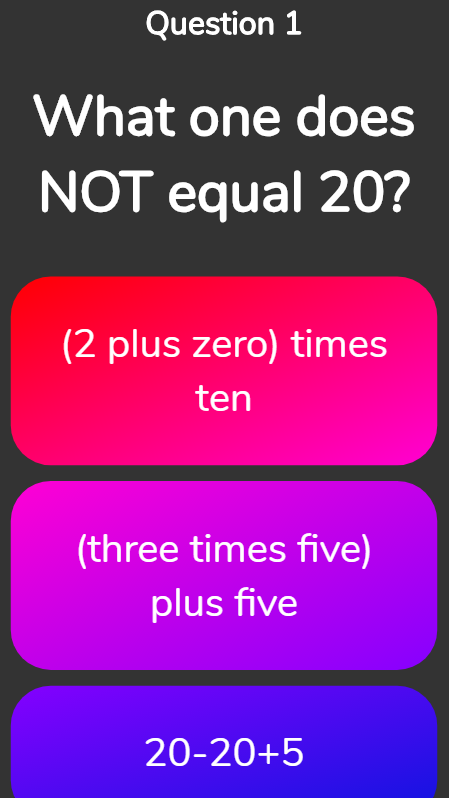 Question 1
What one does
NOT equal 20?
(2 plus zero) times
ten
(three times five)
plus five
20-20+5